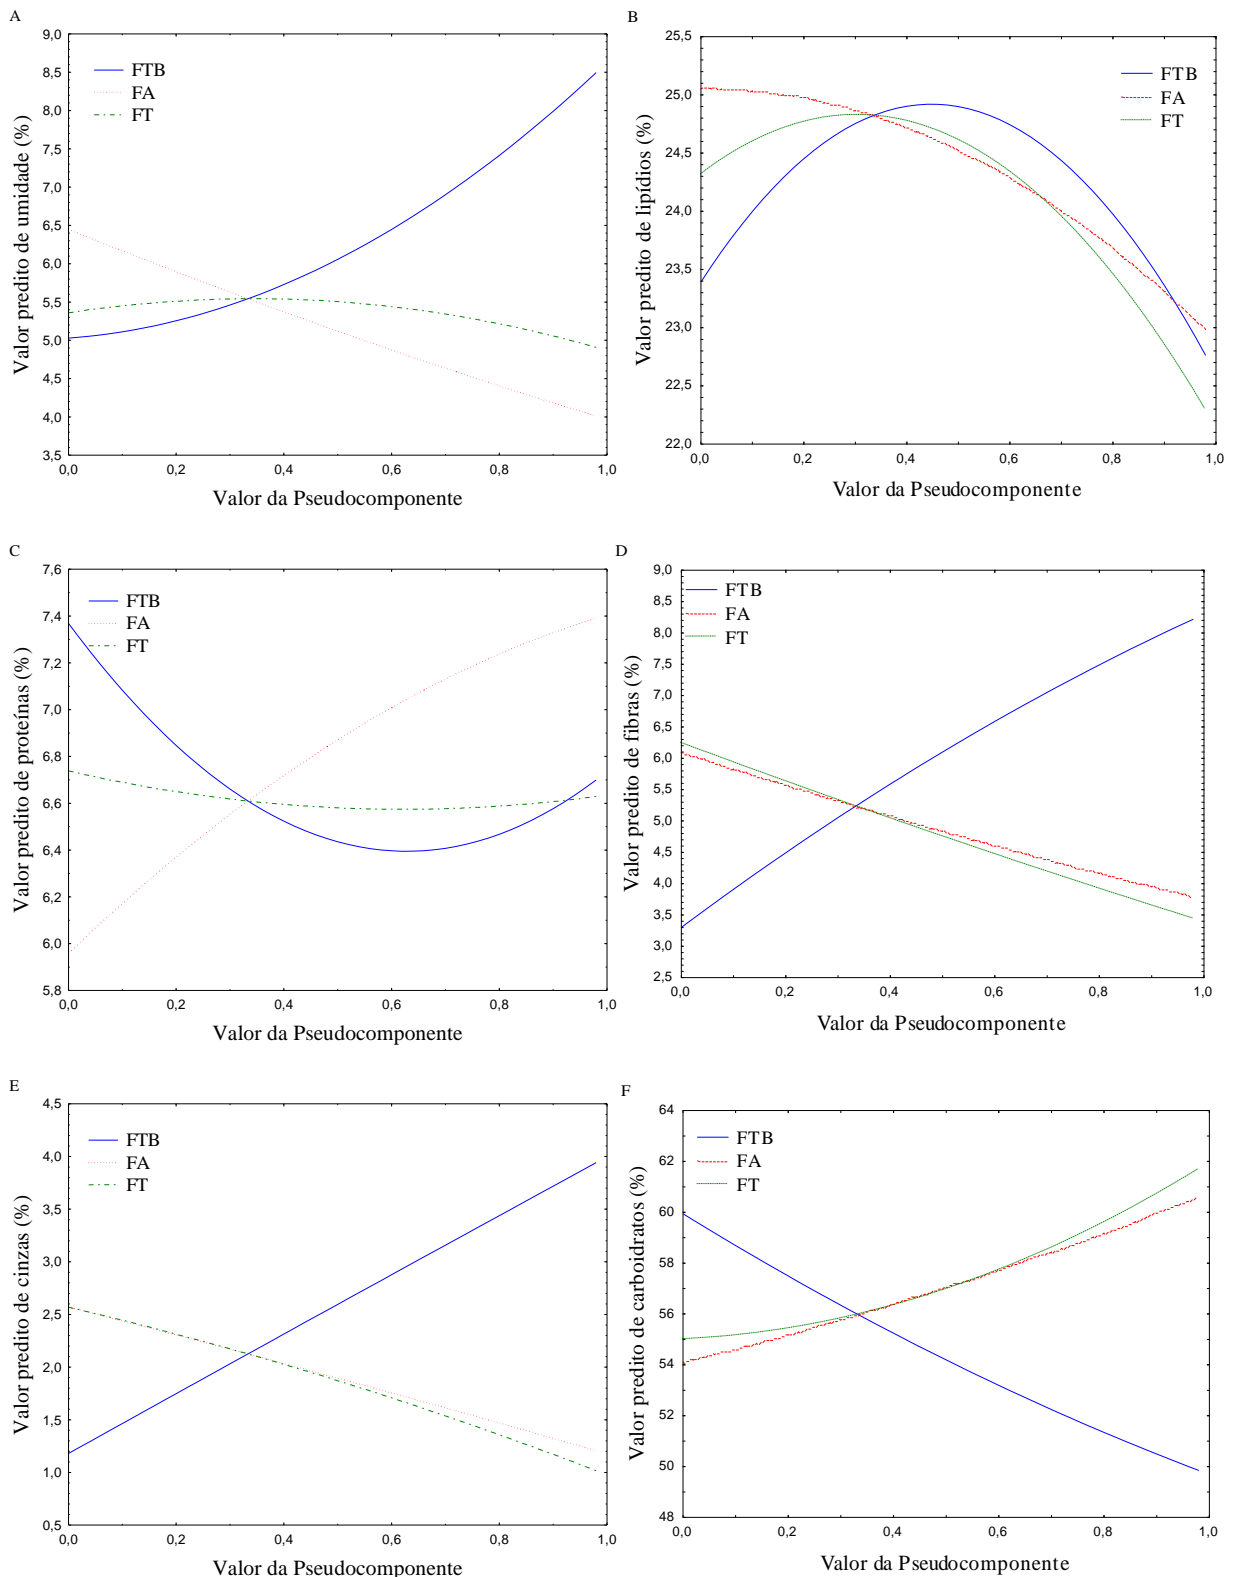 A
9,0
8,5
8,0
7,5
7,0
6,5
6,0
5,5
5,0
4,5
4,0
3,5
0,0 0,2 0,4 0,6 0,8 1,0
Valor predito de umidade (%)
Valor da Pseudocomponente
FTB
FA
FT
B
25,5
25,0
24,5
24,0
23,5
23,0
22,5
22,0
0,0 0,2 0,4 0,6 0,8 1,0
Valor predito de lipídios (%)
Valor da Pseudocomponente
FTB
FA
FT
C
7,6
7,4
7,2
7,0
6,8
6,6
6,4
6,2
6,0
5,8
0,0 0,2 0,4 0,6 0,8 1,0
Valor predito de proteínas (%)
Valor da Pseudocomponente
FTB
FA
FT
D
9,0
8,5
8,0
7,5
7,0
6,5
6,0
5,5
5,0
4,5
4,0
3,5
3,0
2,5
0,0 0,2 0,4 0,6 0,8 1,0
Valor predito de fibras (%)
Valor da Pseudocomponente
FTB
FA
FT
E
4,5
4,0
3,5
3,0
2,5
2,0
1,5
1,0
0,5
0,0 0,2 0,4 0,6 0,8 1,0
Valor predito de cinzas (%)
Valor da Pseudocomponente
FTB
FA
FT
F
64
62
60
58
56
54
52
50
48
0,0 0,2 0,4 0,6 0,8 1,0
Valor predito de carboidratos (%)
Valor da Pseudocomponente
FTB
FA
FT